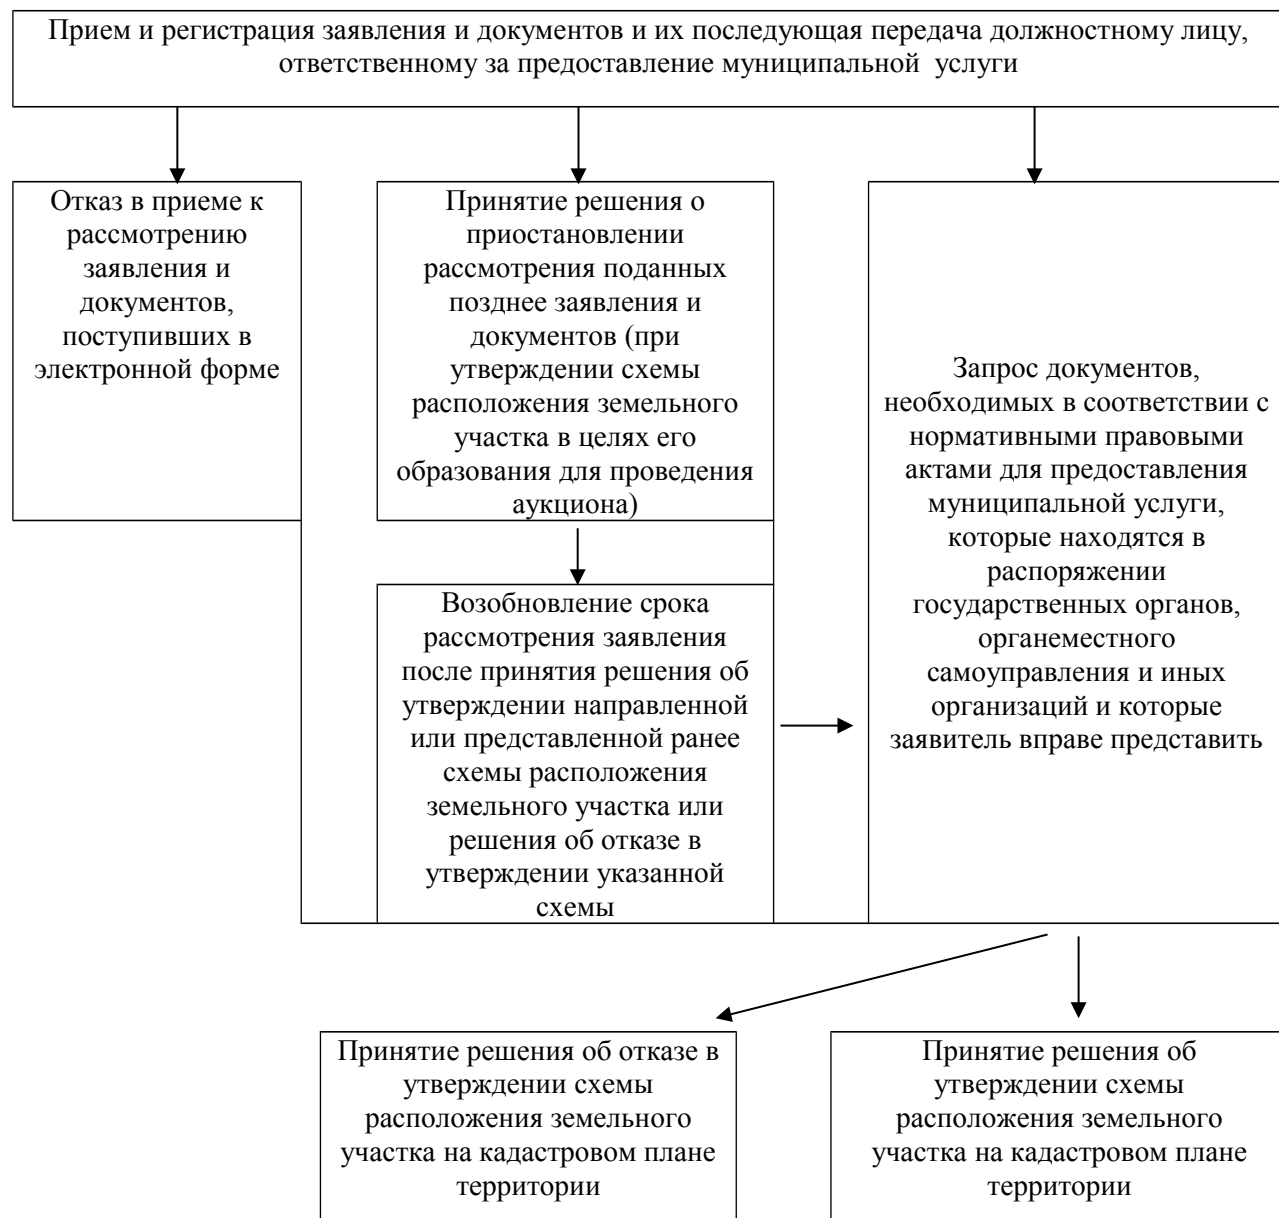 Прием и регистрация заявления и документов и их последующая передача должностному лицу,
ответственному за предоставление муниципальной услуги
Отказ в приеме к
рассмотрению
заявления и
документов,
поступивших в
электронной форме
Принятие решения о
приостановлении
рассмотрения поданных
позднее заявления и
документов (при
утверждении схемы
расположения земельного
участка в целях его
образования для проведения
аукциона)
Возобновление срока
рассмотрения заявления
после принятия решения об
утверждении направленной
или представленной ранее
схемы расположения
земельного участка или
решения об отказе в
утверждении указанной
схемы
Запрос документов,
необходимых в соответствии с
нормативными правовыми
актами для предоставления
муниципальной услуги,
которые находятся в
распоряжении
государственных органов,
органеместного
самоуправления и иных
организаций и которые
заявитель вправе представить
Принятие решения об отказе в
утверждении схемы
расположения земельного
участка на кадастровом плане
территории
Принятие решения об
утверждении схемы
расположения земельного
участка на кадастровом плане
территории